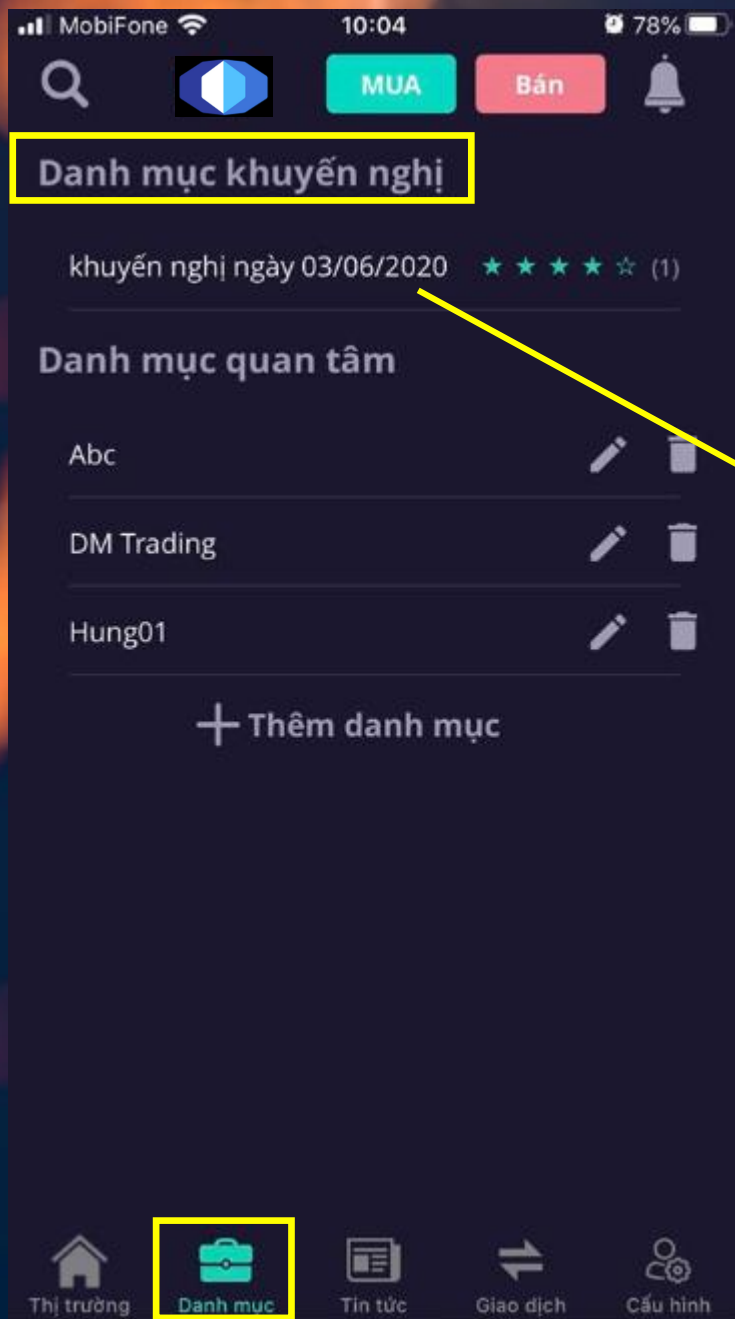 MobiFone 10:04 78%
MUA Bán
Danh mục khuyến nghị
khuyến nghị ngày 03/06/2020 (1)
Danh mục quan tâm
Abc
DM Trading
Hung01
Thêm danh mục
Thị trường Danh mục Tin tức Giao dịch Cấu hình